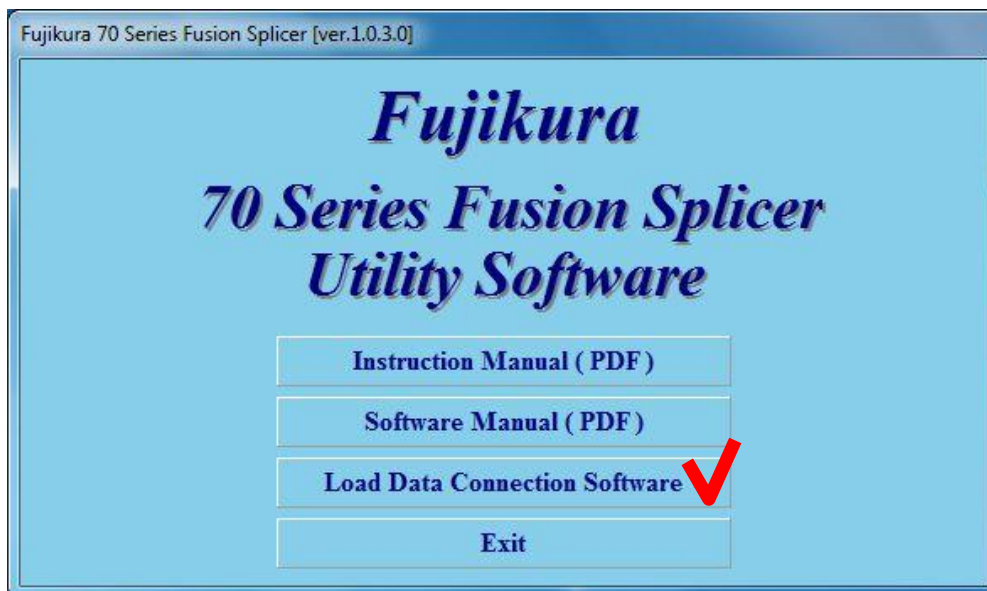 Fujikura 70 Series Fusion Splicer [ver.1.0.3.0]
Fujikura
70 Series Fusion Splicer
Utility Software
Instruction Manual ( PDF )
Software Manual ( PDF )
Load Data Connection Software
Exit